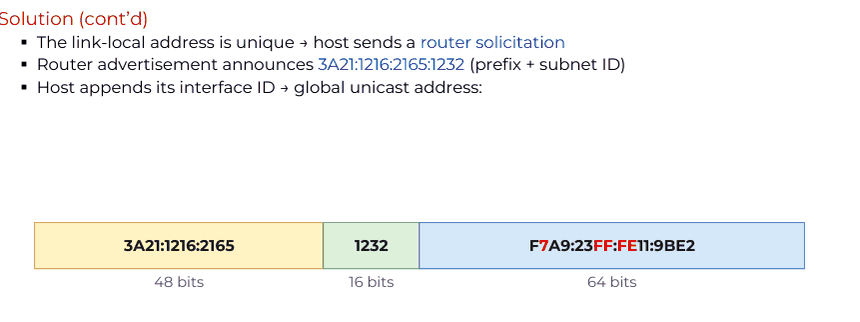 Solution (cont’d)
▪ The link-local address is unique → host sends a router solicitation
▪ Router advertisement announces 3A21:1216:2165:1232 (prefix + subnet ID)
▪ Host appends its interface ID → global unicast address:
3A21:1216:2165 1232 F7A9:23FF:FE11:9BE2
48 bits 16 bits 64 bits